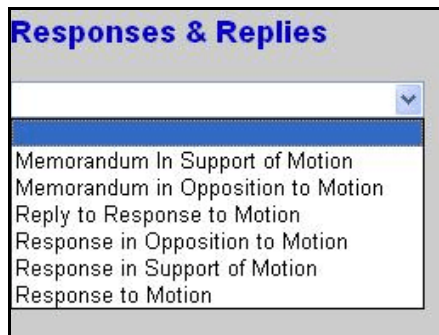 Responses & Replies
Memorandum In Support of Motion
Memorandum in Opposition to Motion
Reply to Response to Motion
Response in Opposition to Motion
Response in Support of Motion
Response to Motion